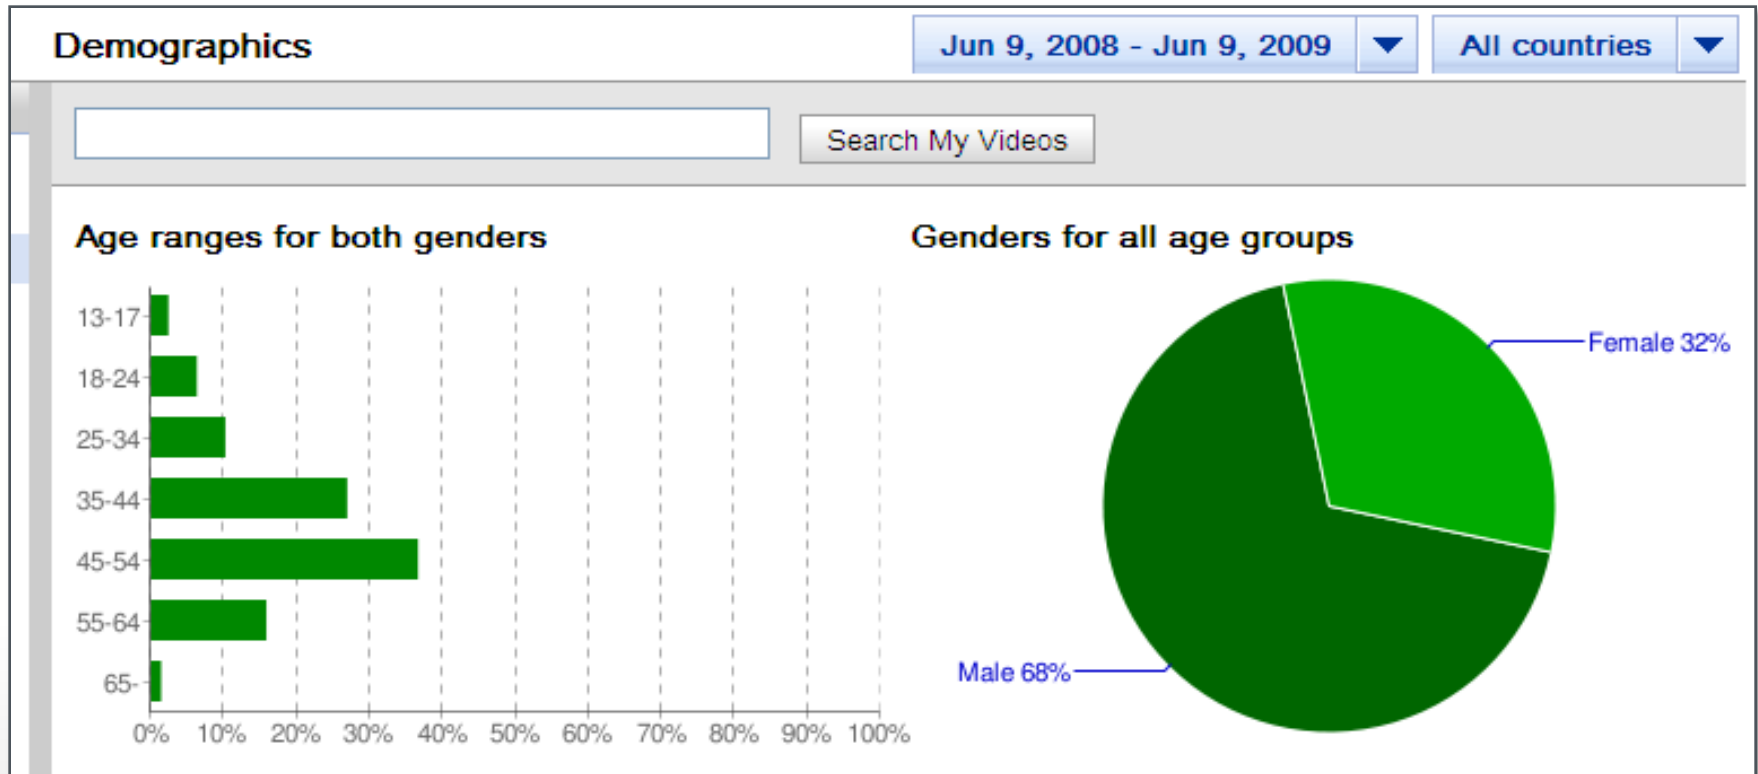 Demographics
Jun 9, 2008 - Jun 9, 2009
All countries
Search My Videos
Age ranges for both genders
13-17
18-24
25-34
35-44
45-54
55-64
65-
0% 10% 20% 30% 40% 50% 60% 70% 80% 90% 100%
Genders for all age groups
Female 32%
Male 68%